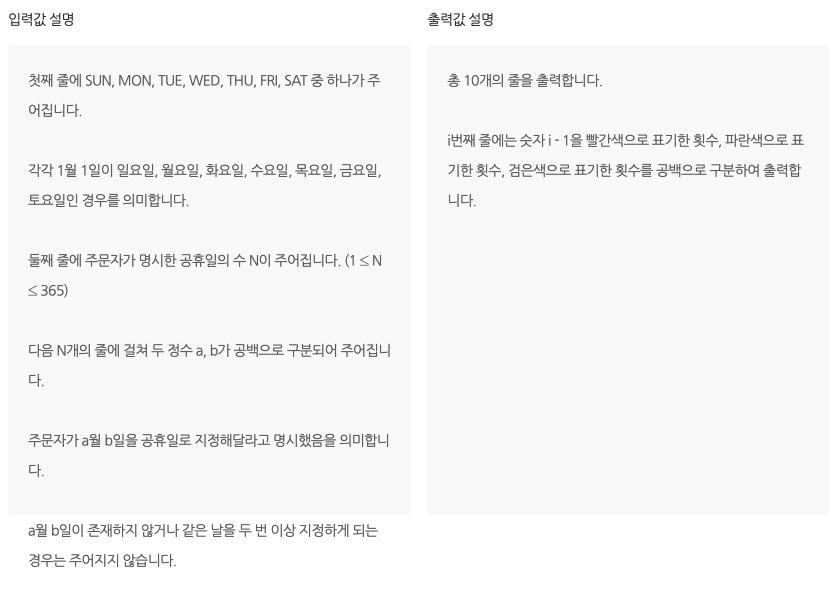 입력값 설명
첫째 줄에 SUN, MON, TUE, WED, THU, FRI, SAT 중 하나가 주
어집니다.
각각 1월 1일이 일요일, 월요일, 화요일, 수요일, 목요일, 금요일,
토요일인 경우를 의미합니다.
둘째 줄에 주문자가 명시한 공휴일의 수 N이 주어집니다. (1 ≤ N
≤ 365)
다음 N개의 줄에 걸쳐 두 정수 a, b가 공백으로 구분되어 주어집니
다.
주문자가 a월 b일을 공휴일로 지정해달라고 명시했음을 의미합니
다.
a월 b일이 존재하지 않거나 같은 날을 두 번 이상 지정하게 되는
경우는 주어지지 않습니다.
출력값 설명
총 10개의 줄을 출력합니다.
i번째 줄에는 숫자 i - 1을 빨간색으로 표기한 횟수, 파란색으로 표
기한 횟수, 검은색으로 표기한 횟수를 공백으로 구분하여 출력합
니다.